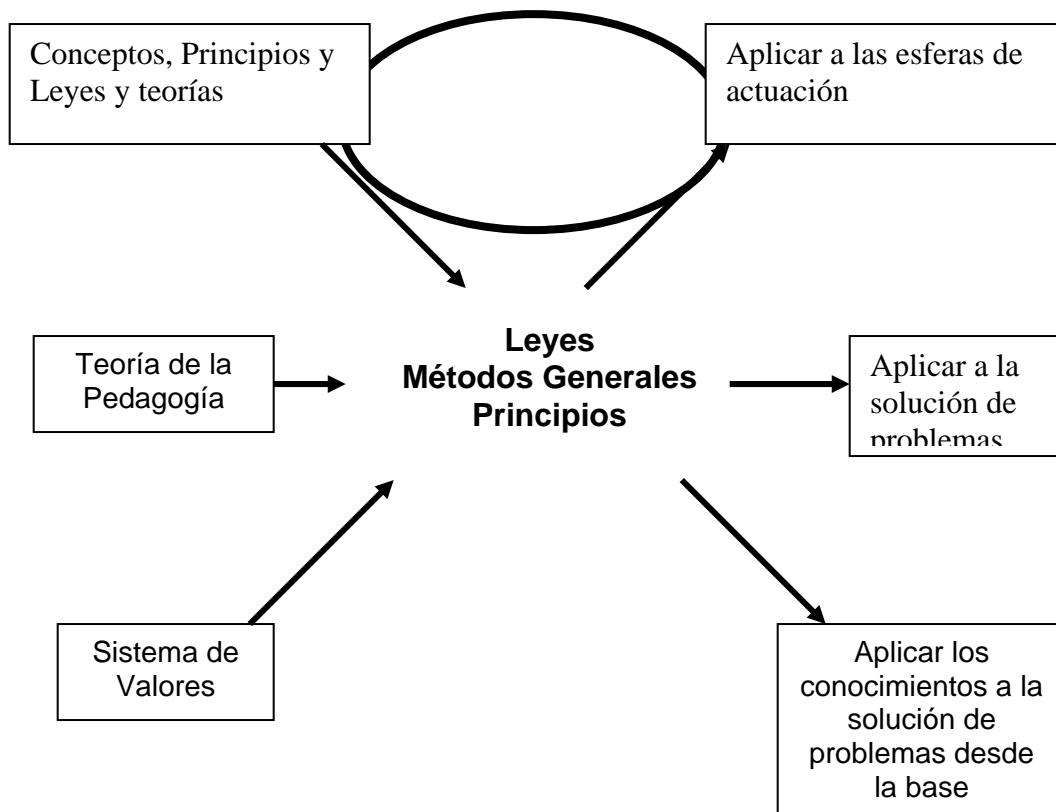 Conceptos, Principios y
Leyes y teorías
Aplicar a las esferas de
actuación
Leyes
Métodos Generales
Principios
Teoría de la
Pedagogía
Aplicar a la
solución de
problemas
Sistema de
Valores
Aplicar los
conocimientos a la
solución de
problemas desde
la base